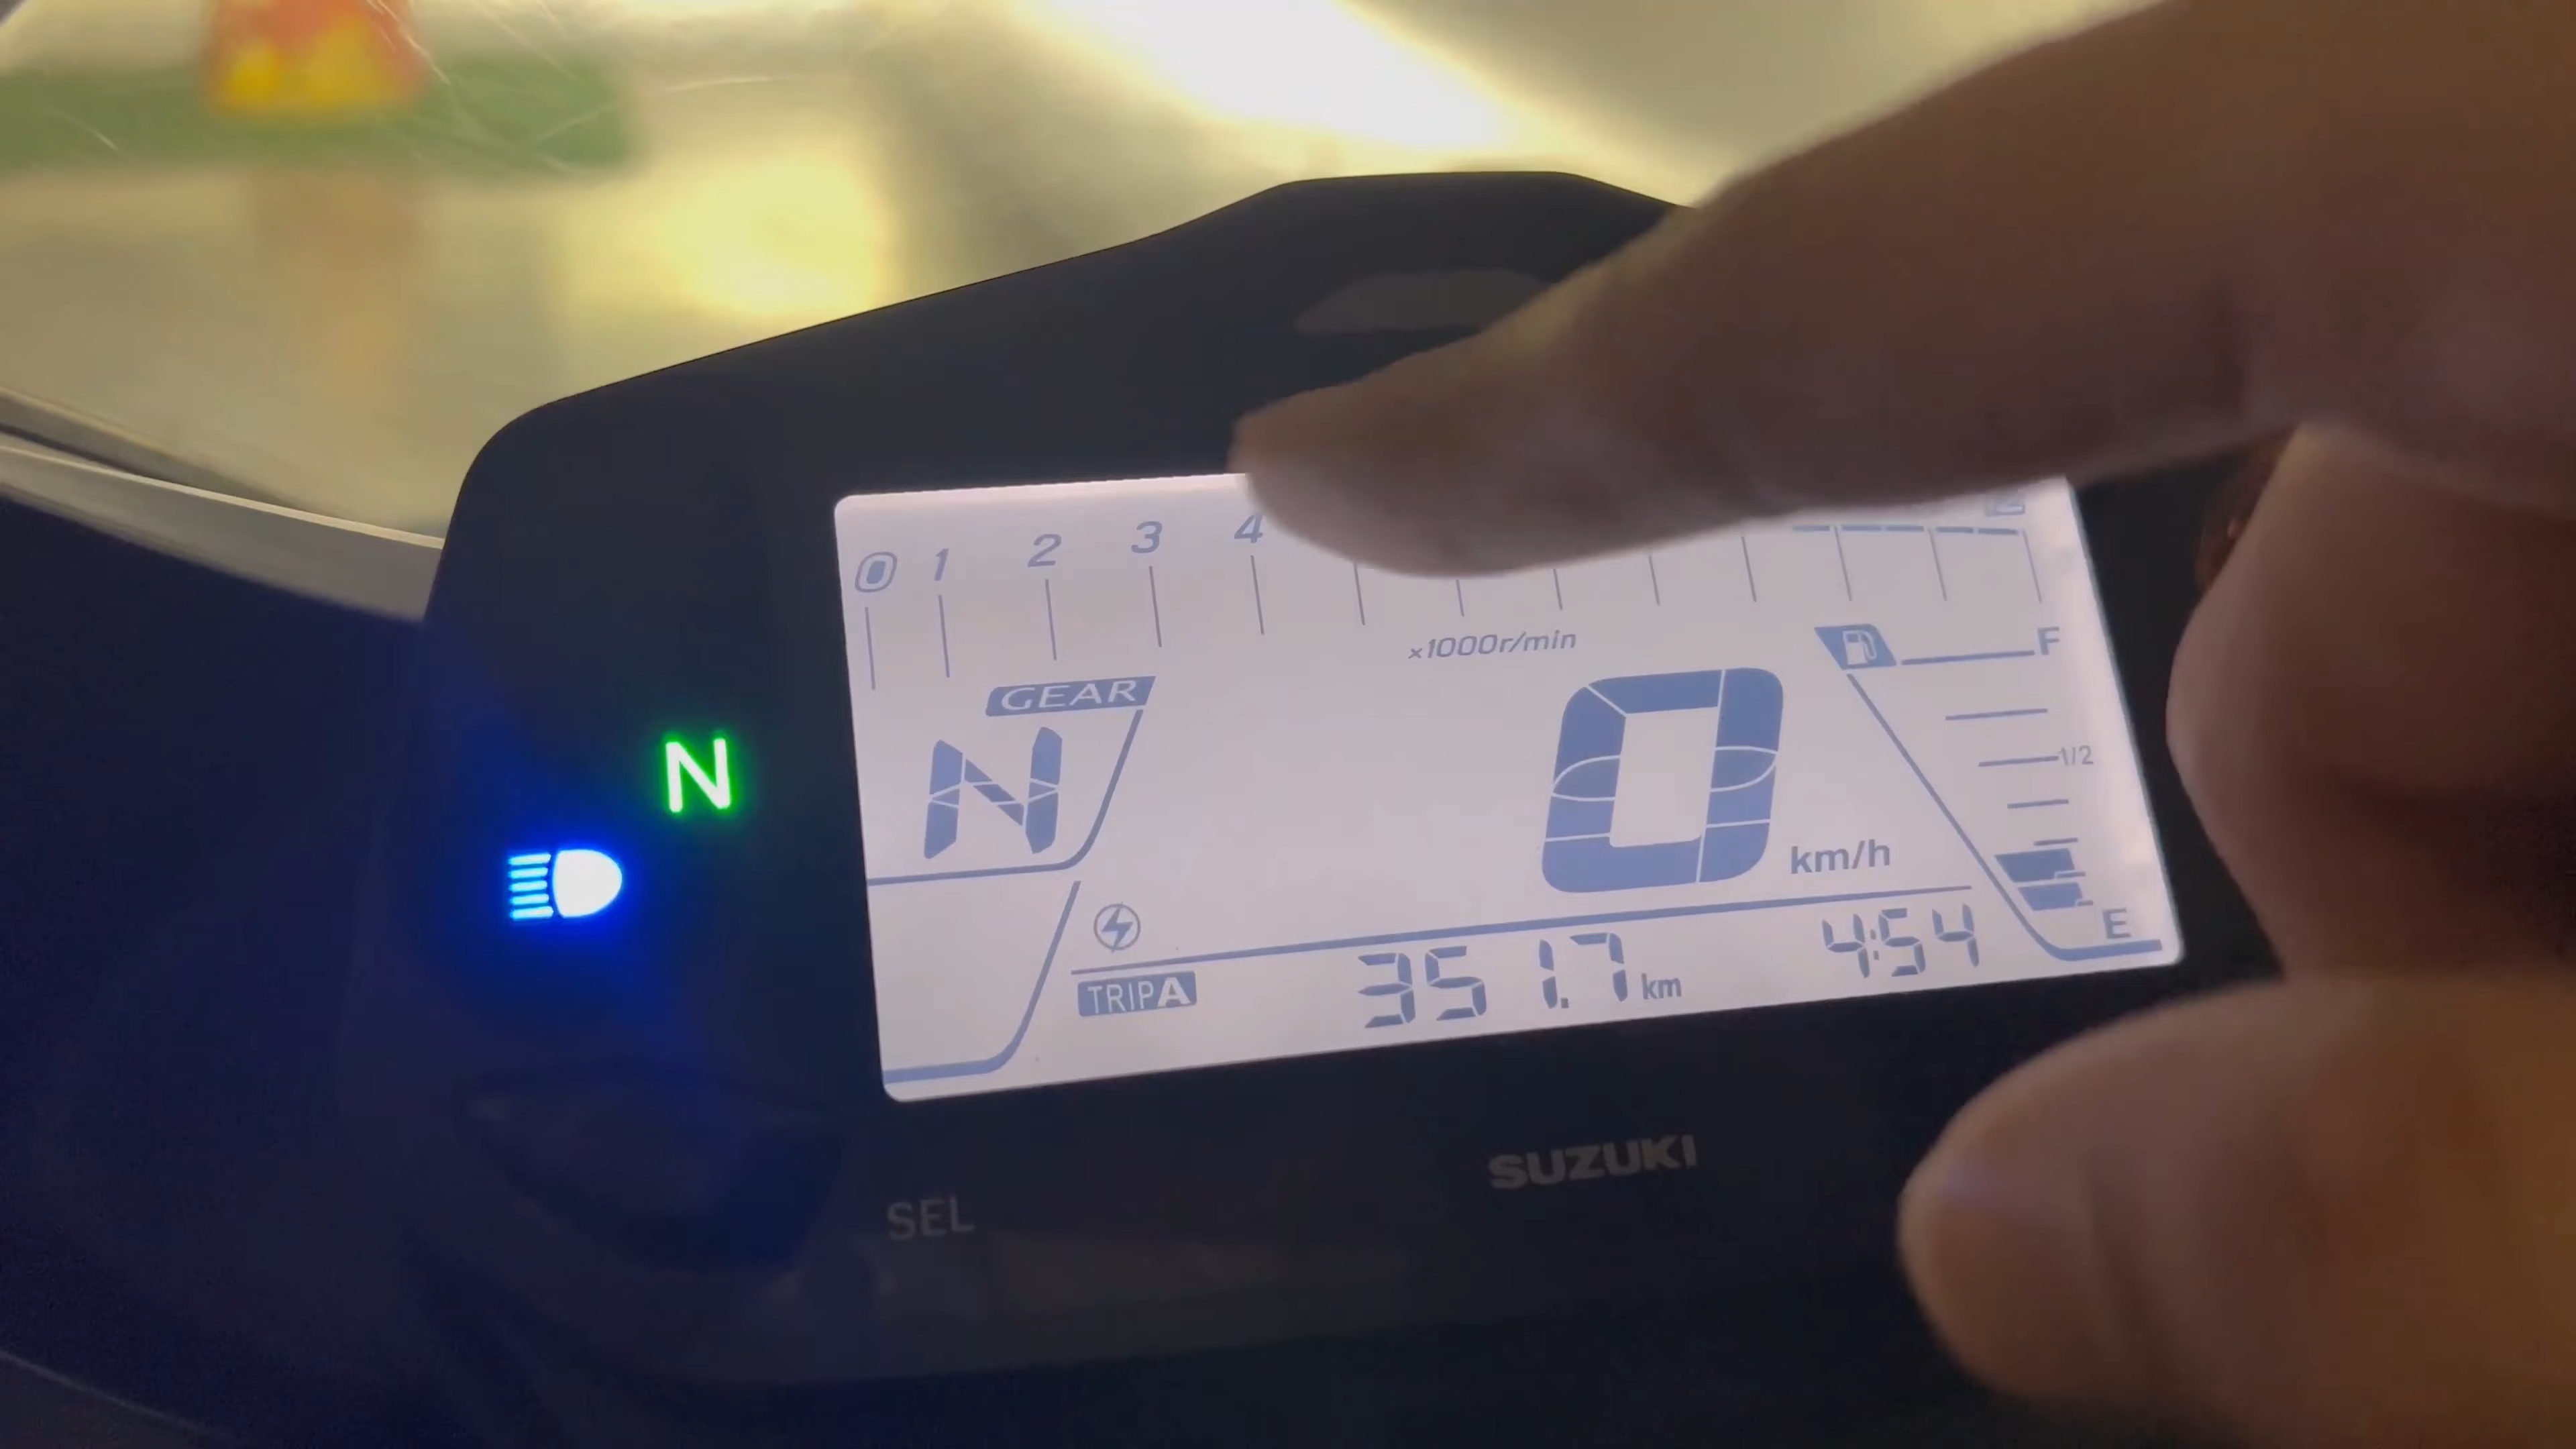 0 1 2 3 4
×1000r/min
GEAR
F
N
N
1/2
0 km/h
E
TRIP A 351.7 km 4:54
SUZUKI
SEL